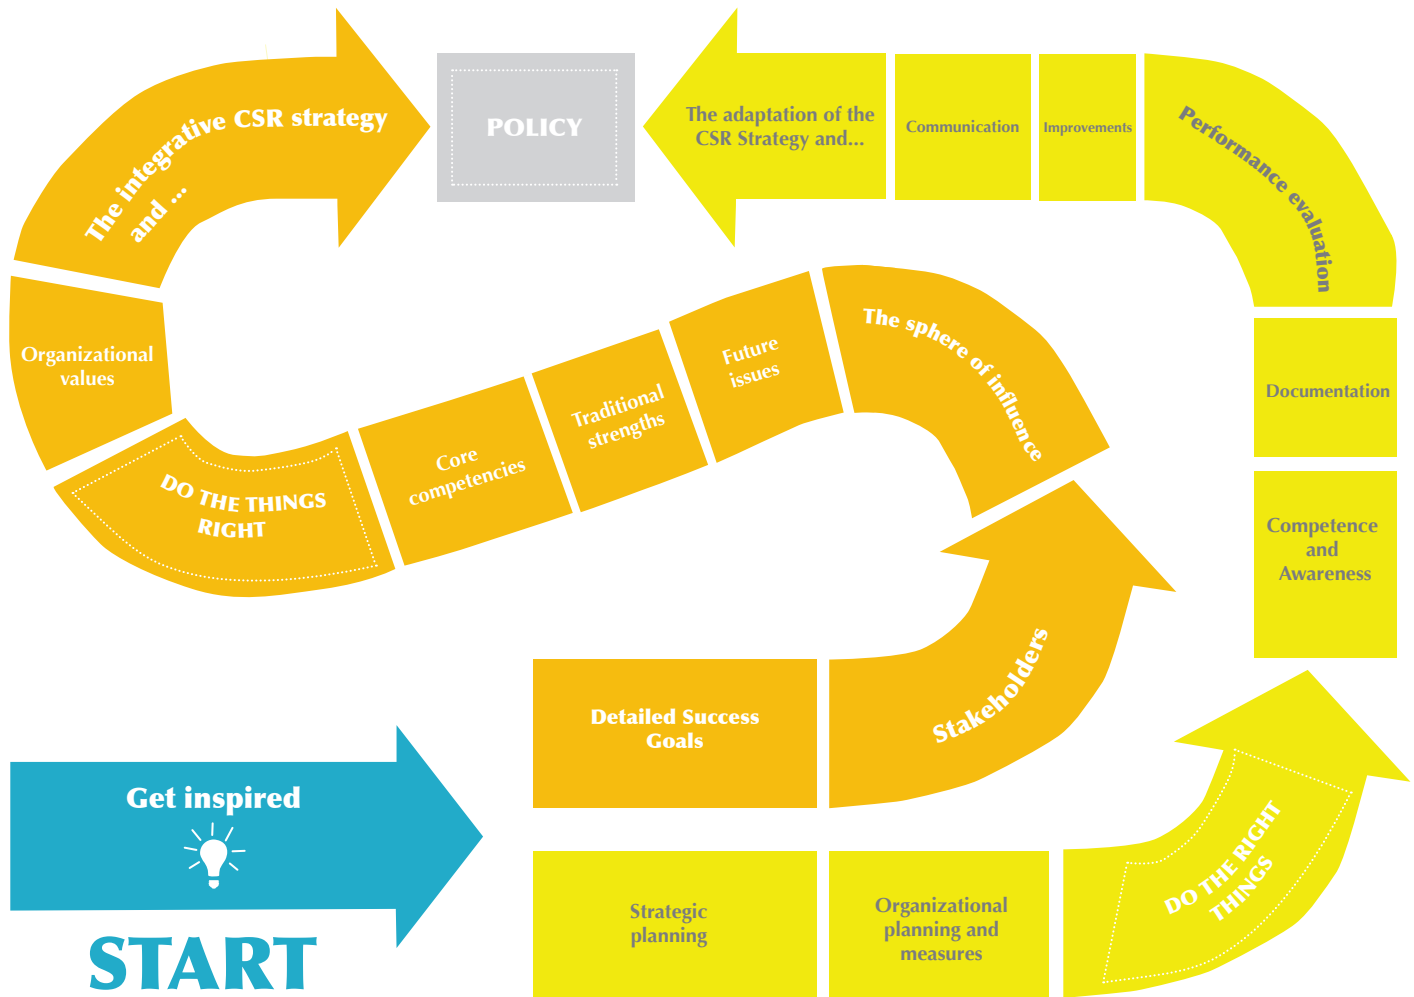 The integrative CSR strategy
and ...
POLICY
The adaptation of the
CSR Strategy and...
Communication
Improvements
Performance evaluation
Organizational
values
DO THE THINGS
RIGHT
Core
competencies
Traditional
strengths
Future
issues
The sphere of influence
Documentation
Competence
and
Awareness
Stakeholders
Detailed Success
Goals
Get inspired
START
Strategic
planning
Organizational
planning and
measures
DO THE RIGHT
THINGS